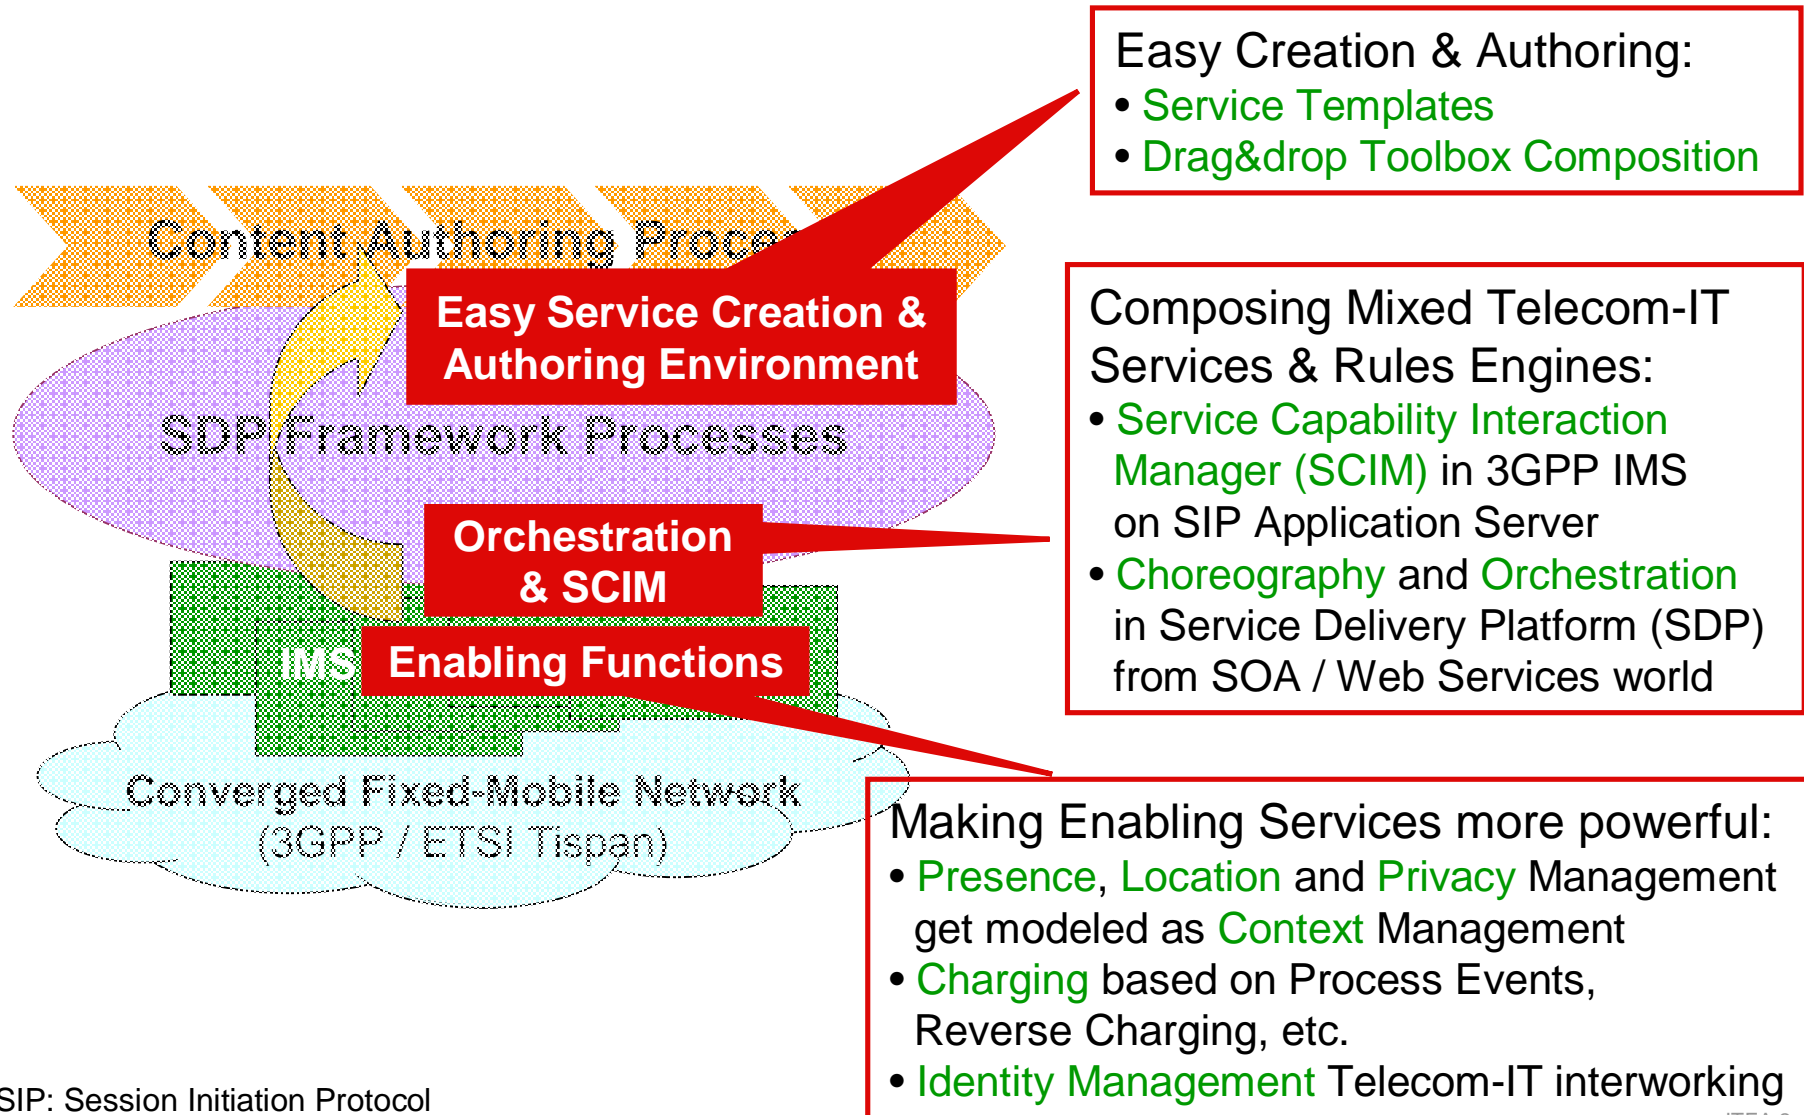 Easy Creation & Authoring:
• Service Templates
• Drag&drop Toolbox Composition
Content Authoring
Easy Service Creation &
Authoring Environment
SDP Framework Processes
Orchestration
& SCIM
IMS
Enabling Functions
Converged Fixed-Mobile Network
(3GPP / ETSI Tispan)
Composing Mixed Telecom-IT
Services & Rules Engines:
• Service Capability Interaction
Manager (SCIM) in 3GPP IMS
on SIP Application Server
• Choreography and Orchestration
in Service Delivery Platform (SDP)
from SOA / Web Services world
Making Enabling Services more powerful:
• Presence, Location and Privacy Management
get modeled as Context Management
• Charging based on Process Events,
Reverse Charging, etc.
• Identity Management Telecom-IT interworking
SIP: Session Initiation Protocol